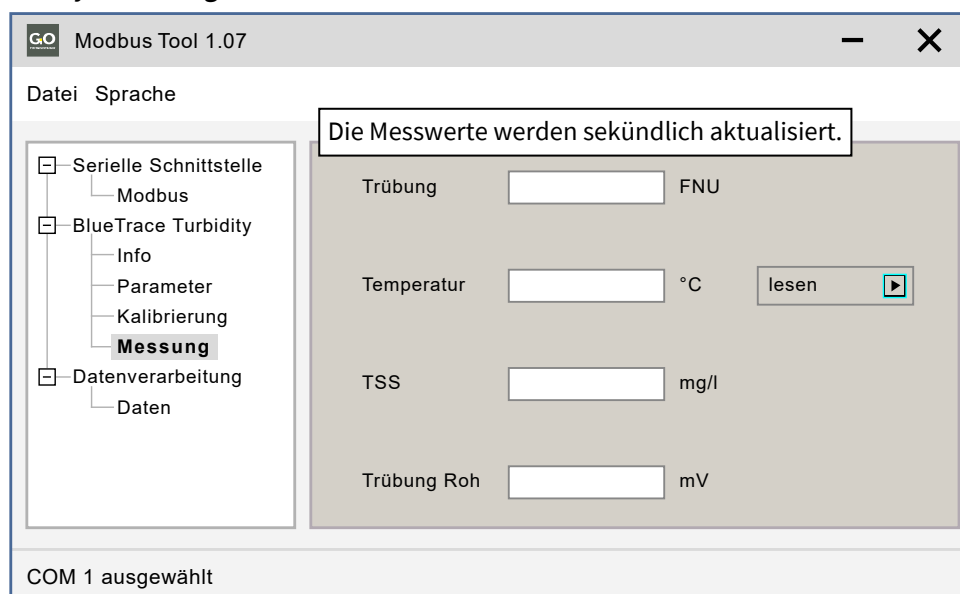 GO
Modbus Tool 1.07
Datei Sprache
Die Messwerte werden sekündlich aktualisiert.
Serielle Schnittstelle
Modbus
BlueTrace Turbidity
Info
Parameter
Kalibrierung
Messung
Datenverarbeitung
Daten
Trübung FNU
Temperatur °C lesen
TSS mg/l
Trübung Roh mV
COM 1 ausgewählt